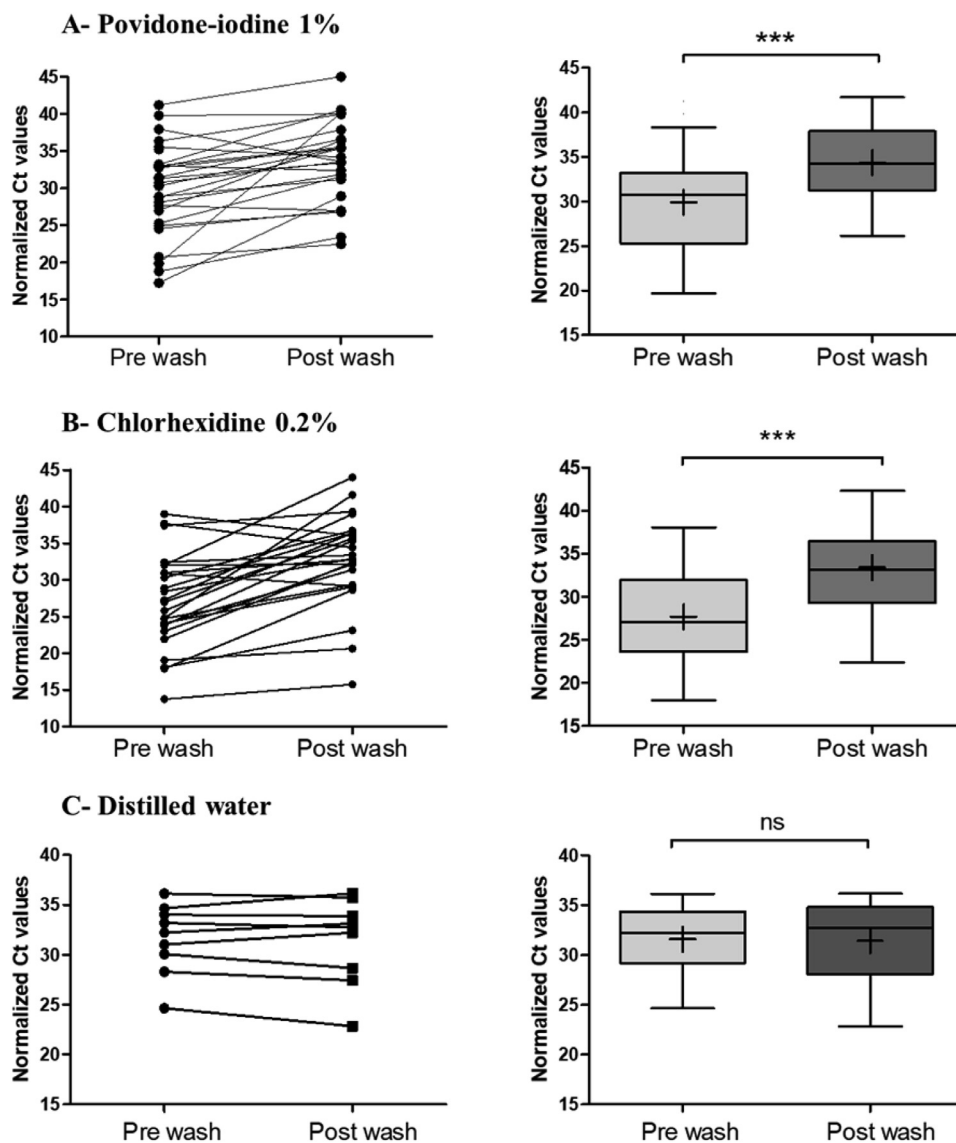 A- Povidone-iodine 1%
Normalized Ct values
45
40
35
30
25
20
15
10
Pre wash
Post wash
***
Normalized Ct values
45
40
35
30
25
20
15
Pre wash
Post wash
B- Chlorhexidine 0.2%
Normalized Ct values
45
40
35
30
25
20
15
10
Pre wash
Post wash
***
Normalized Ct values
45
40
35
30
25
20
15
Pre wash
Post wash
C- Distilled water
Normalized Ct values
40
35
30
25
20
15
Pre wash
Post wash
ns
Normalized Ct values
40
35
30
25
20
15
Pre wash
Post wash